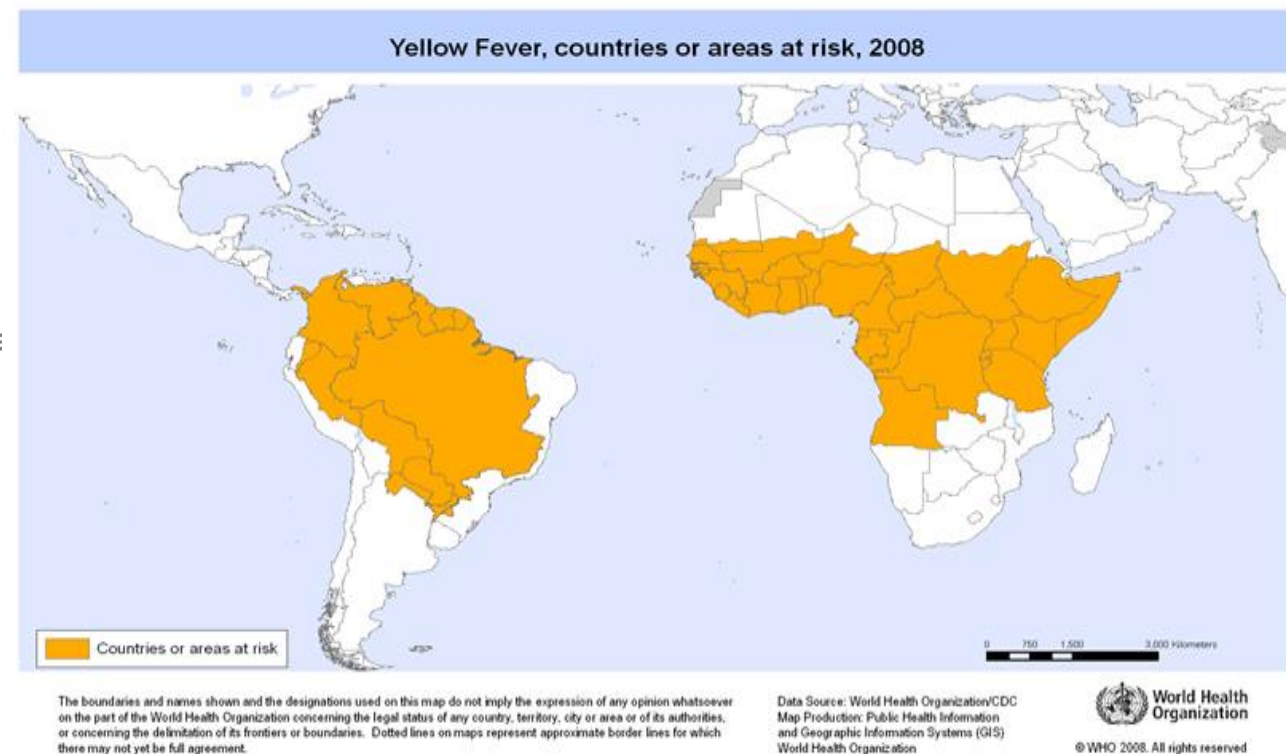 Yellow Fever, countries or areas at risk, 2008
Countries or areas at risk
0 750 1,500 3,000 Kilometers
The boundaries and names shown and the designations used on this map do not imply the expression of any opinion whatsoever
on the part of the World Health Organization concerning the legal status of any country, territory, city or area or of its authorities,
or concerning the delimitation of its frontiers or boundaries.  Dotted lines on maps represent approximate border lines for which
there may not yet be full agreement.
Data Source: World Health Organization/CDC
Map Production: Public Health Information
and Geographic Information Systems (GIS)
World Health Organization
World Health
Organization
© WHO 2008. All rights reserved